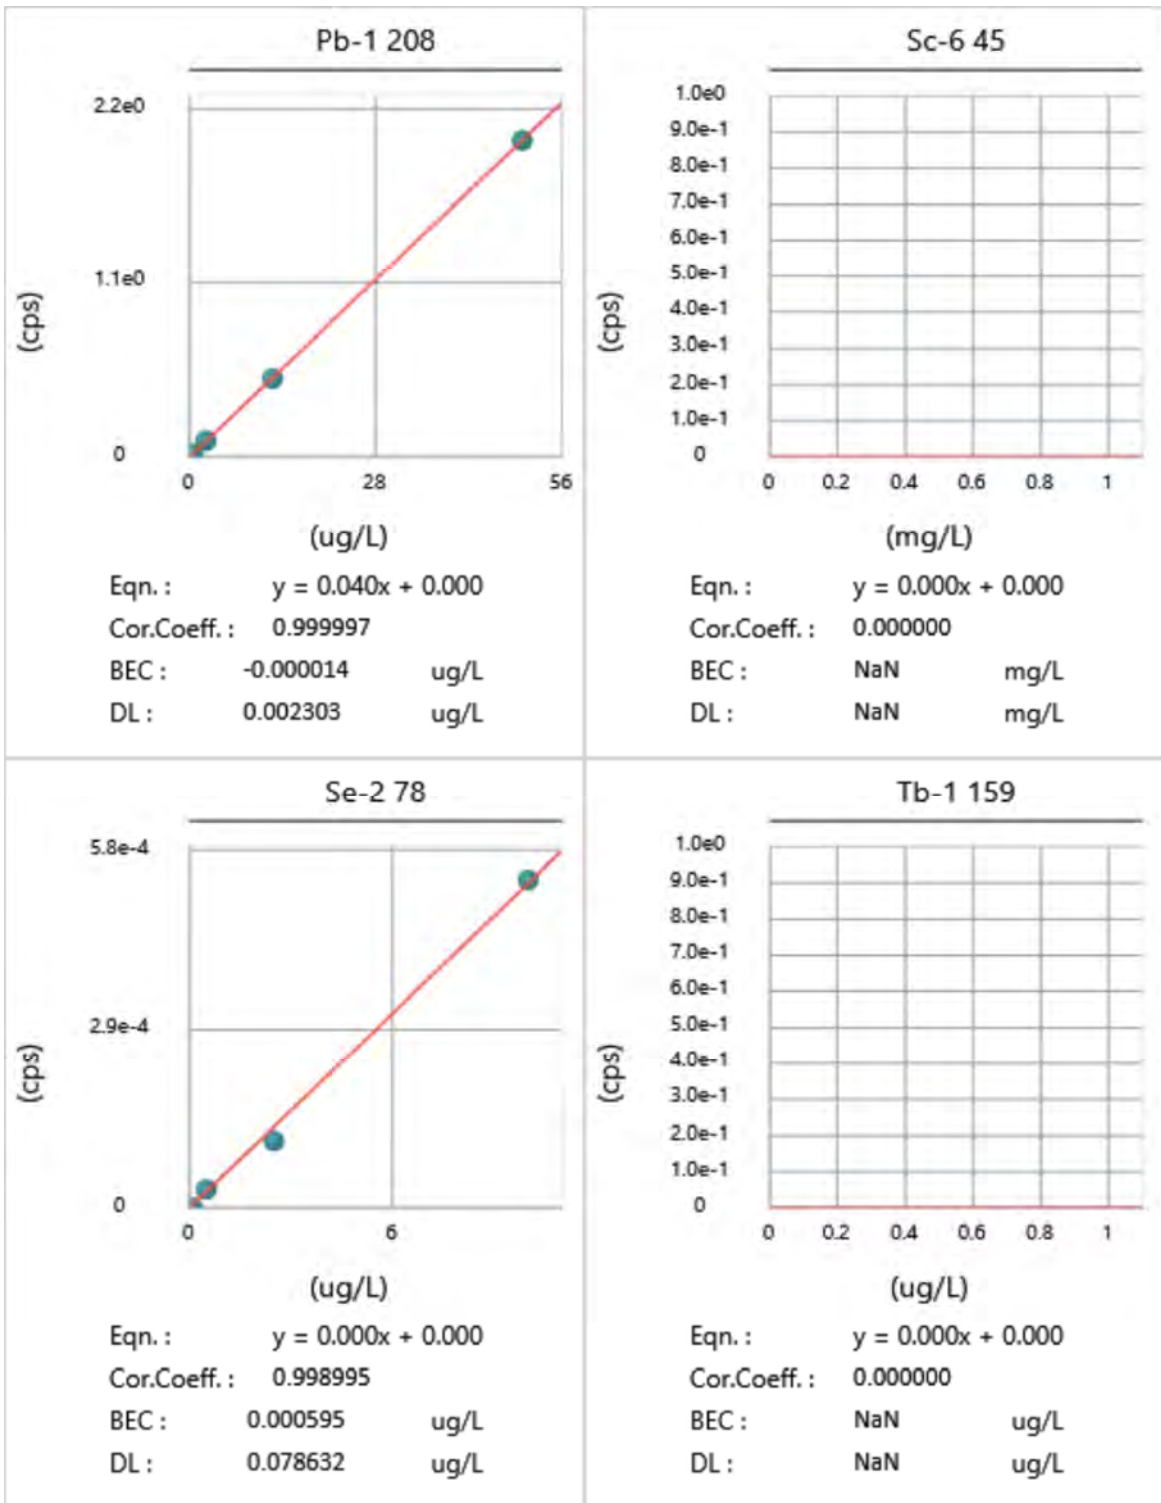 Pb-1 208
2.2e0
1.1e0
0
0 28 56
(cps)
(ug/L)
Eqn. : y = 0.040x + 0.000
Cor.Coeff. : 0.999997
BEC : -0.000014 ug/L
DL : 0.002303 ug/L
Sc-6 45
1.0e0
9.0e-1
8.0e-1
7.0e-1
6.0e-1
5.0e-1
4.0e-1
3.0e-1
2.0e-1
1.0e-1
0
0 0.2 0.4 0.6 0.8 1
(cps)
(mg/L)
Eqn. : y = 0.000x + 0.000
Cor.Coeff. : 0.000000
BEC : NaN mg/L
DL : NaN mg/L
Se-2 78
5.8e-4
2.9e-4
0
0 6
(cps)
(ug/L)
Eqn. : y = 0.000x + 0.000
Cor.Coeff. : 0.998995
BEC : 0.000595 ug/L
DL : 0.078632 ug/L
Tb-1 159
1.0e0
9.0e-1
8.0e-1
7.0e-1
6.0e-1
5.0e-1
4.0e-1
3.0e-1
2.0e-1
1.0e-1
0
0 0.2 0.4 0.6 0.8 1
(cps)
(ug/L)
Eqn. : y = 0.000x + 0.000
Cor.Coeff. : 0.000000
BEC : NaN ug/L
DL : NaN ug/L